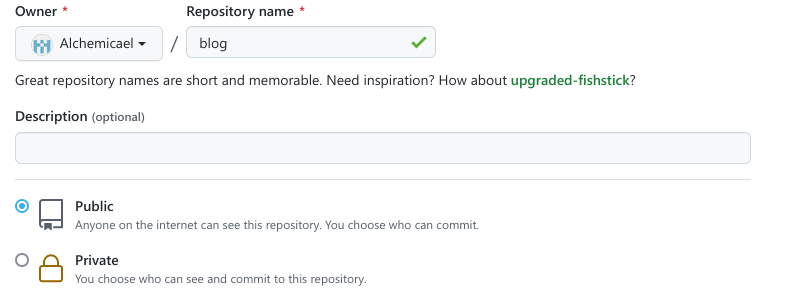 Owner *
Repository name *
Alchemicael
/
blog
Great repository names are short and memorable. Need inspiration? How about upgraded-fishstick?
Description (optional)
Public
Anyone on the internet can see this repository. You choose who can commit.
Private
You choose who can see and commit to this repository.